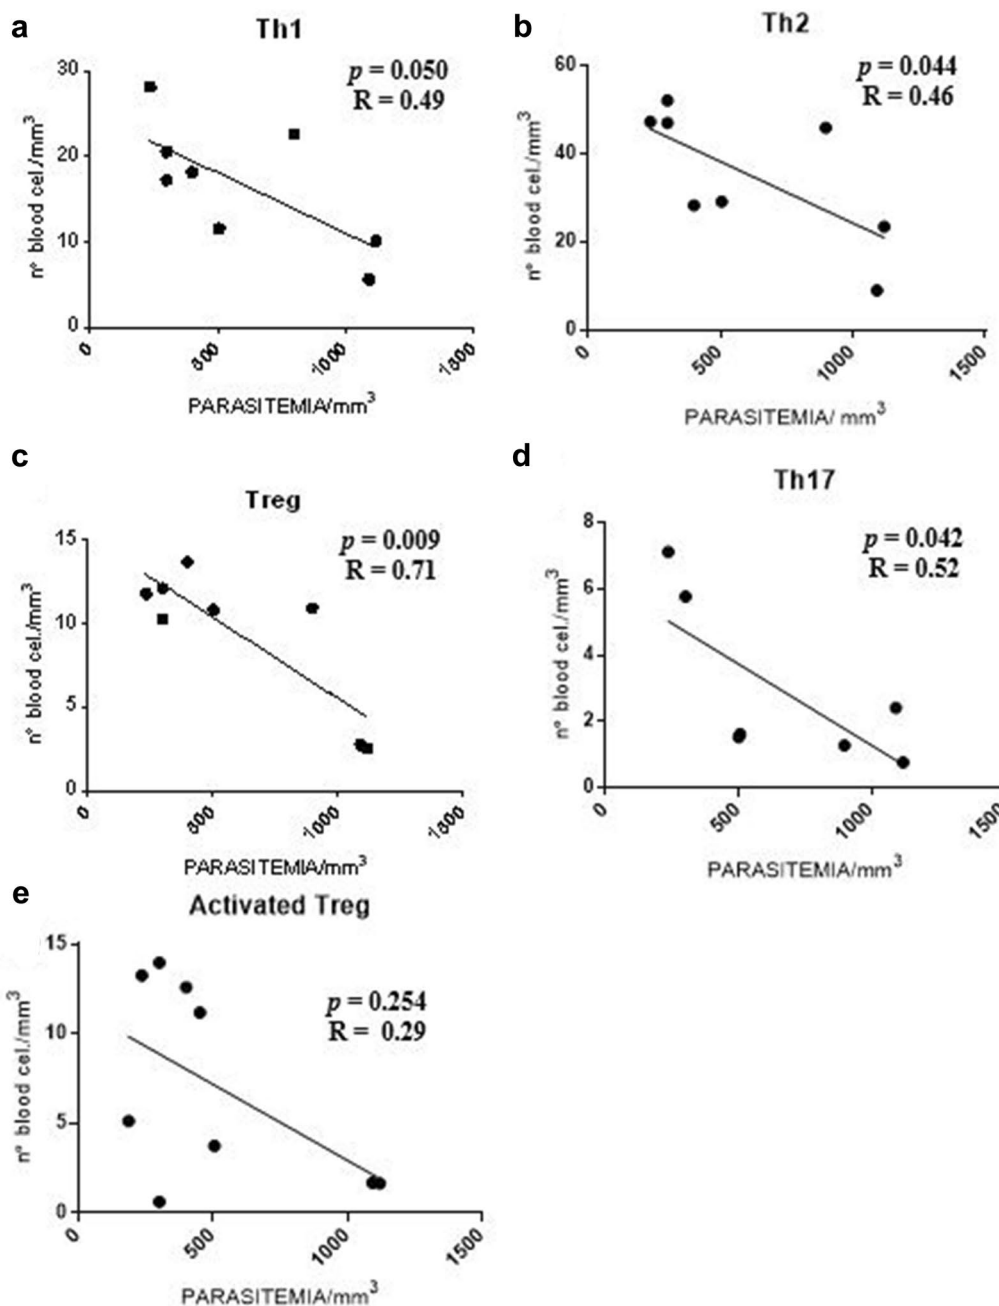 a
Th1
p = 0.050
R = 0.49
n° blood cel./mm³
30
20
10
0
0
500
1000
1500
PARASITEMIA/mm³
b
Th2
p = 0.044
R = 0.46
n° blood cel./mm³
60
40
20
0
0
500
1000
1500
PARASITEMIA/ mm³
c
Treg
p = 0.009
R = 0.71
n° blood cel./mm³
15
10
5
0
0
500
1000
1500
PARASITEMIA/mm³
d
Th17
p = 0.042
R = 0.52
n° blood cel./mm³
8
6
4
2
0
0
500
1000
1500
PARASITEMIA/mm³
e
Activated Treg
p = 0.254
R = 0.29
n° blood cel./mm³
15
10
5
0
0
500
1000
1500
PARASITEMIA/mm³